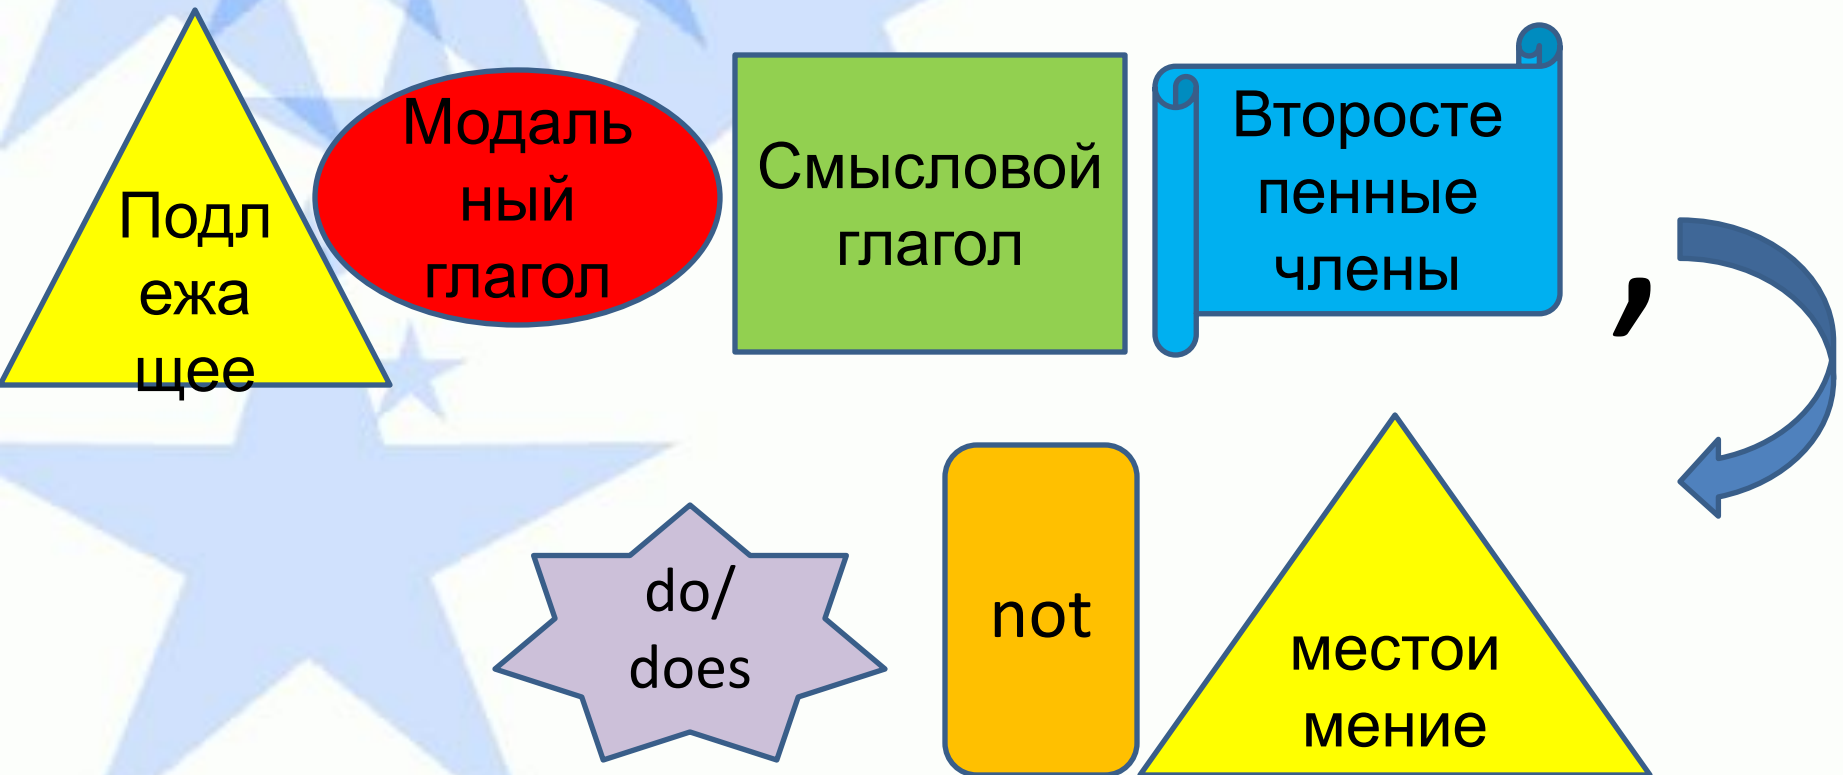 Подл
ежа
щее
Модаль
ный
глагол
Смысловой
глагол
Второсте
пенные
члены
,
do/
does
not
местои
мение